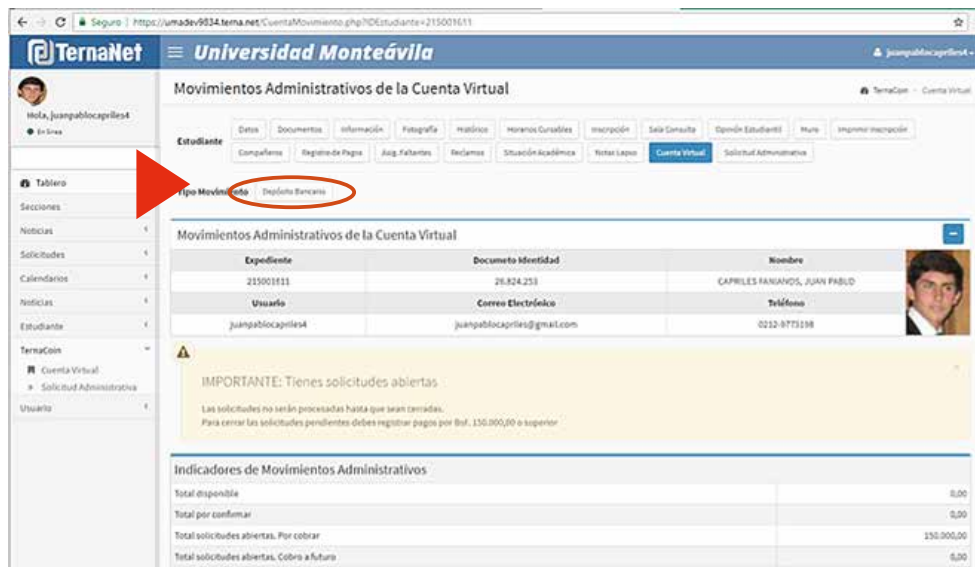 Seguro | https://umadev9034.terna.net/CuentaMovimiento.php?IDEstudiante=215001611
TernaNet
Universidad Monteávila
juanpablocapriles4
Hola, juanpablocapriles4
En línea
Movimientos Administrativos de la Cuenta Virtual
TernaCoin
Cuenta Virtual
Estudiante
Datos
Documentos
Información
Fotografía
Histórico
Horarios Cursables
Inscripción
Sala Consulta
Opinión Estudiantil
Muro
Imprimir Inscripción
Compañeros
Registro de Pagos
Asig. Faltantes
Reclamos
Situación Académica
Notas Lapso
Cuenta Virtual
Solicitud Administrativa
Tipo Movimiento
Depósito Bancario
Tablero
Secciones
Noticias
Solicitudes
Calendarios
Noticias
Estudiante
TernaCoin
Cuenta Virtual
Solicitud Administrativa
Usuario
Movimientos Administrativos de la Cuenta Virtual
Expediente Documeto Identidad Nombre
215001611 26.824.253 CAPRILES FANIANOS, JUAN PABLO
Usuario Correo Electrónico Teléfono
juanpablocapriles4 juanpablocapriles@gmail.com 0212-9773198
IMPORTANTE: Tienes solicitudes abiertas
Las solicitudes no serán procesadas hasta que sean cerradas.
Para cerrar las solicitudes pendientes debes registrar pagos por BsF. 150.000,00 o superior
Indicadores de Movimientos Administrativos
Total disponible 0,00
Total por confirmar 0,00
Total solicitudes abiertas. Por cobrar 150.000,00
Total solicitudes abiertas. Cobro a futuro 0,00